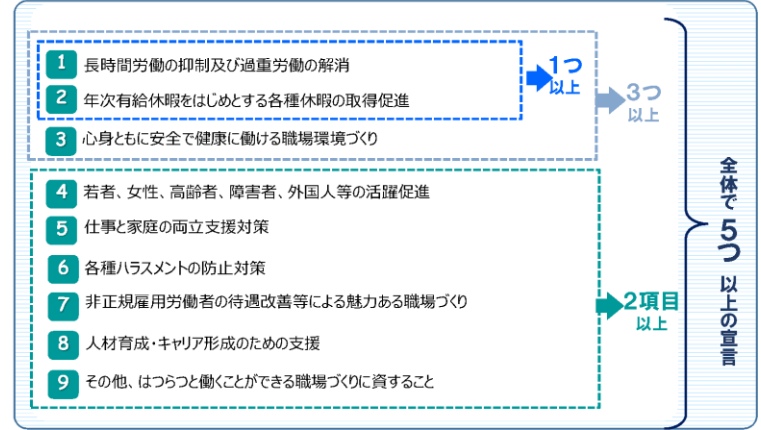 1 長時間労働の抑制及び過重労働の解消
2 年次有給休暇をはじめとする各種休暇の取得促進
1つ
以上
3 心身ともに安全で健康に働ける職場環境づくり
3つ
以上
4 若者、女性、高齢者、障害者、外国人等の活躍促進
5 仕事と家庭の両立支援対策
6 各種ハラスメントの防止対策
7 非正規雇用労働者の待遇改善等による魅力ある職場づくり
8 人材育成・キャリア形成のための支援
9 その他、はつらつと働くことができる職場づくりに資すること
2項目
以上
全体で5つ以上の宣言